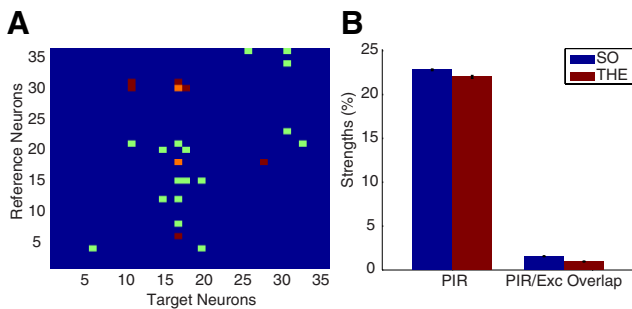 A
35
30
25
20
15
10
5
Reference Neurons
5 10 15 20 25 30 35
Target Neurons
B
25
20
15
10
5
0
Strengths (%)
SO
THE
PIR PIR/Exc Overlap